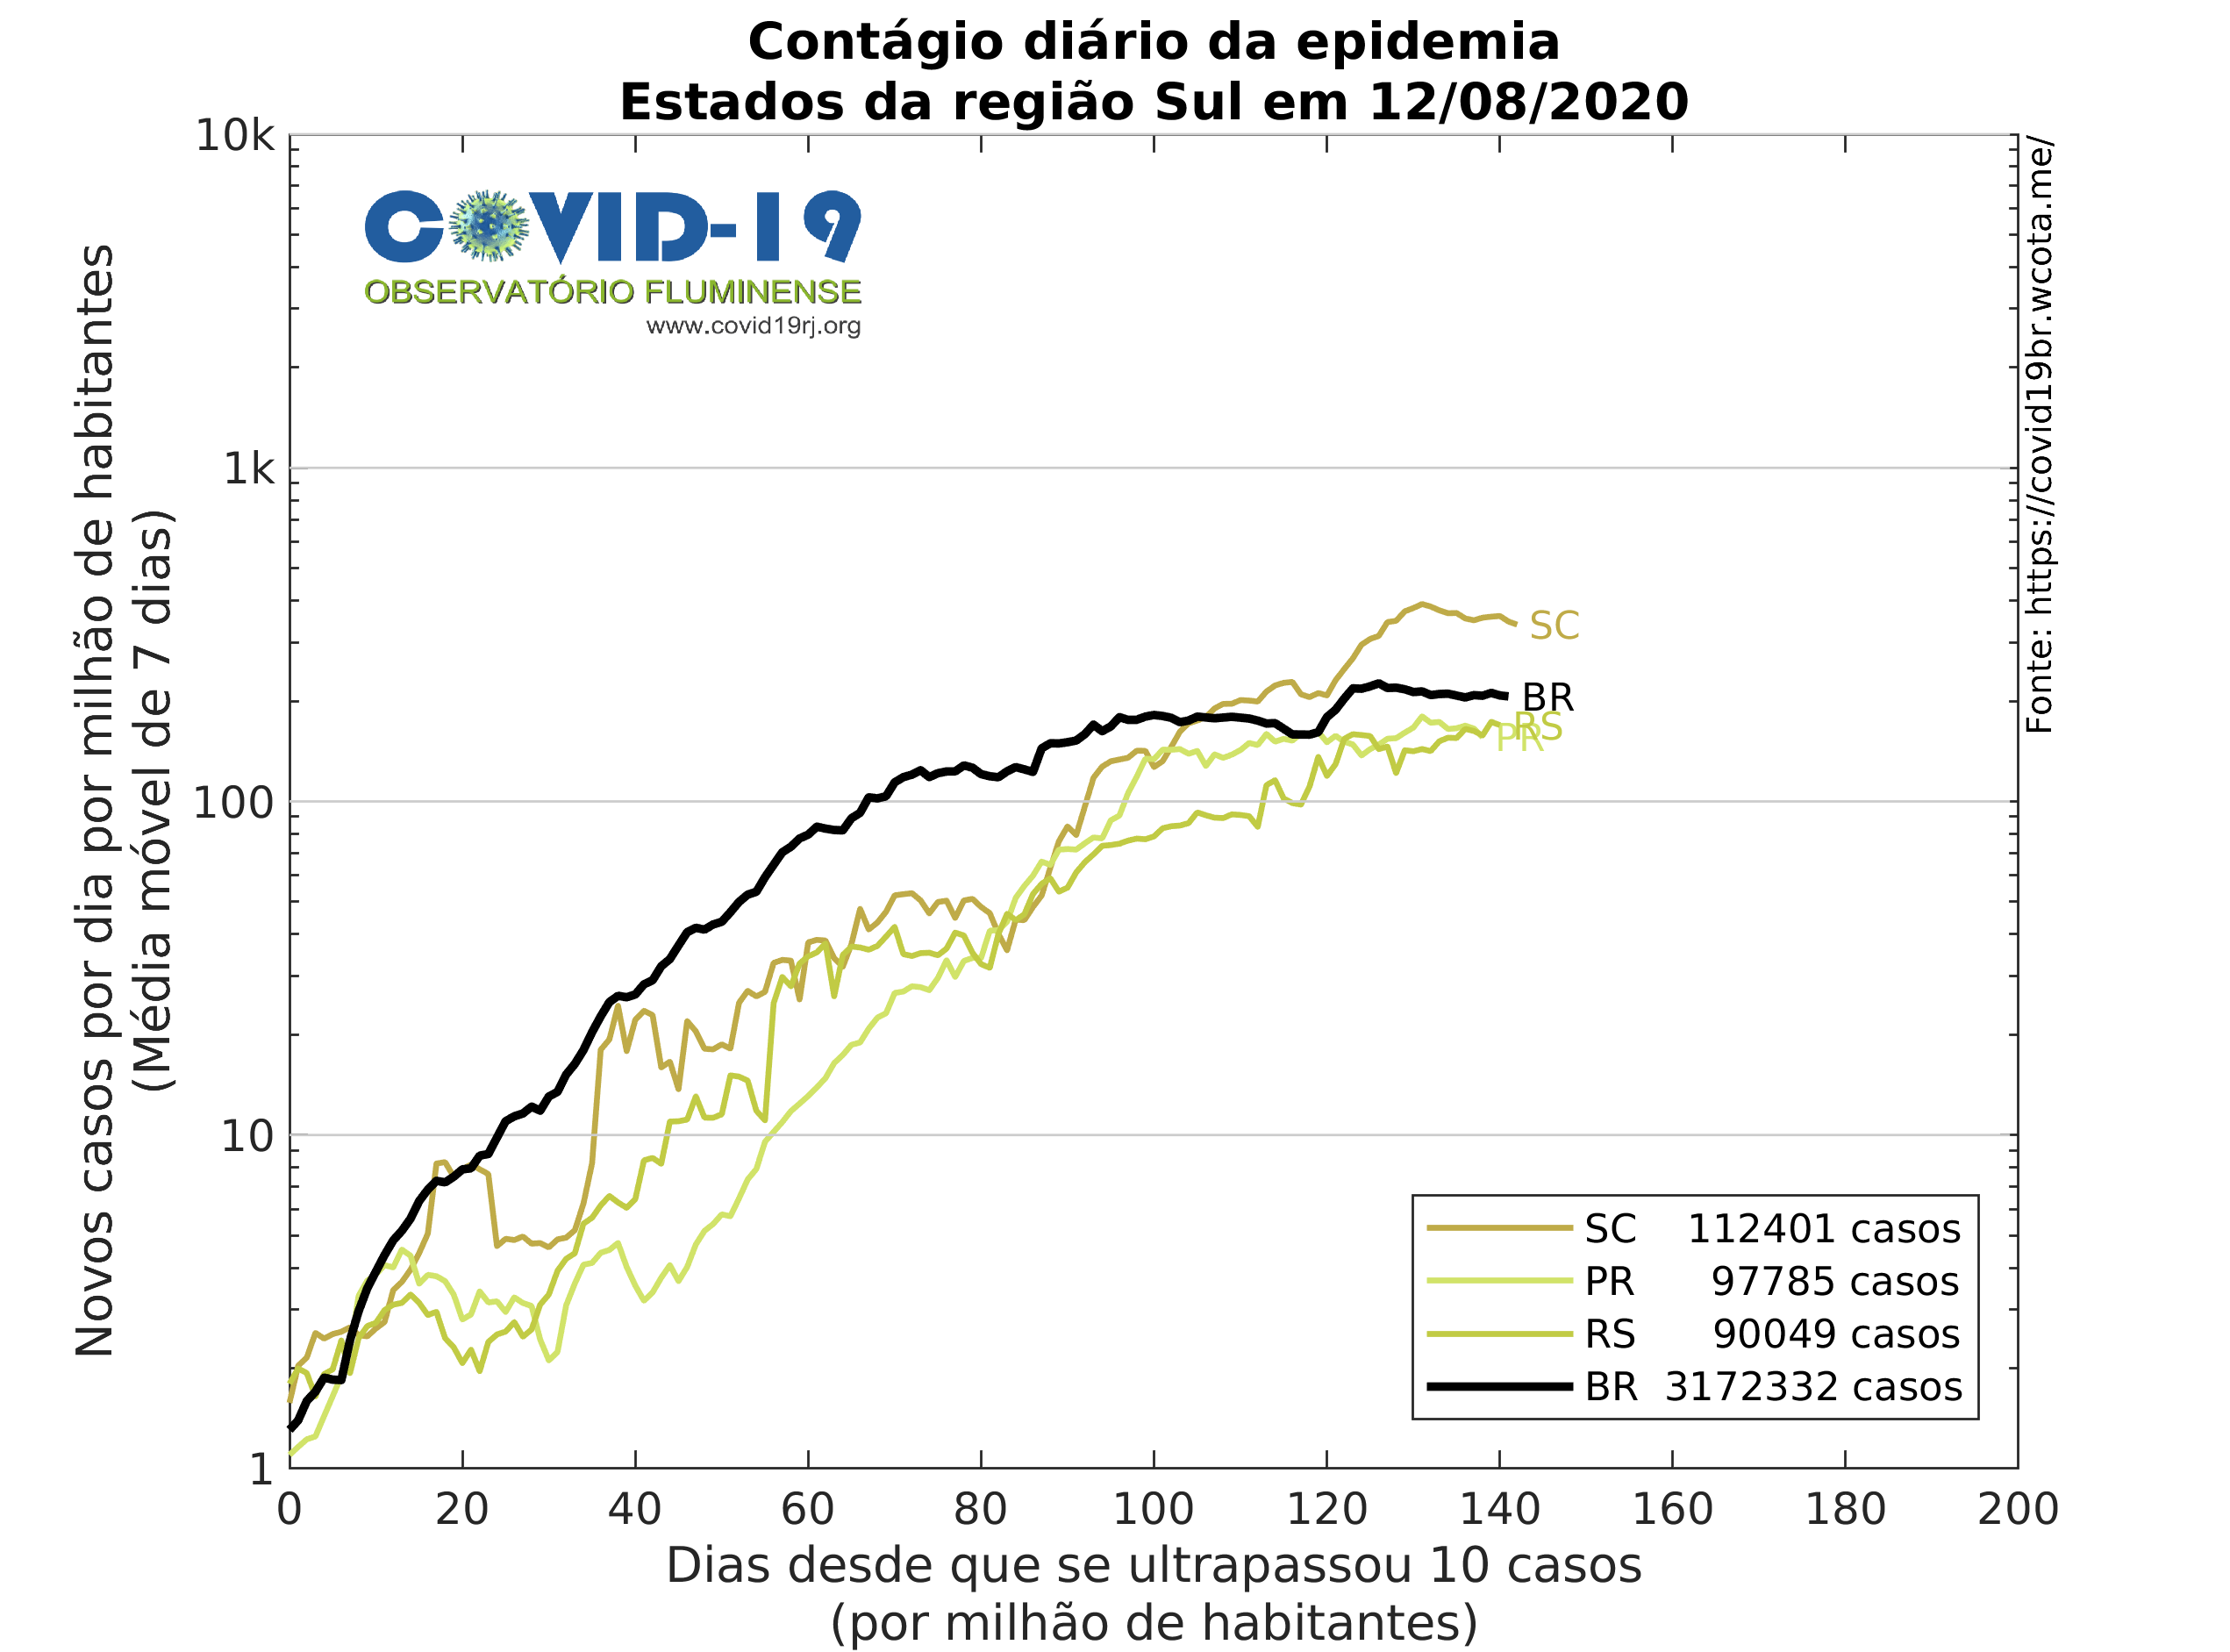 Contágio diário da epidemia
Estados da região Sul em 12/08/2020
Novos casos por dia por milhão de habitantes
(Média móvel de 7 dias)
10k
1k
100
10
1
COVID-19
OBSERVATÓRIO FLUMINENSE
www.covid19rj.org
Fonte: https://covid19br.wcota.me/
SC
BR
RS
PR
SC 112401 casos
PR 97785 casos
RS 90049 casos
BR 3172332 casos
0 20 40 60 80 100 120 140 160 180 200
Dias desde que se ultrapassou 10 casos
(por milhão de habitantes)